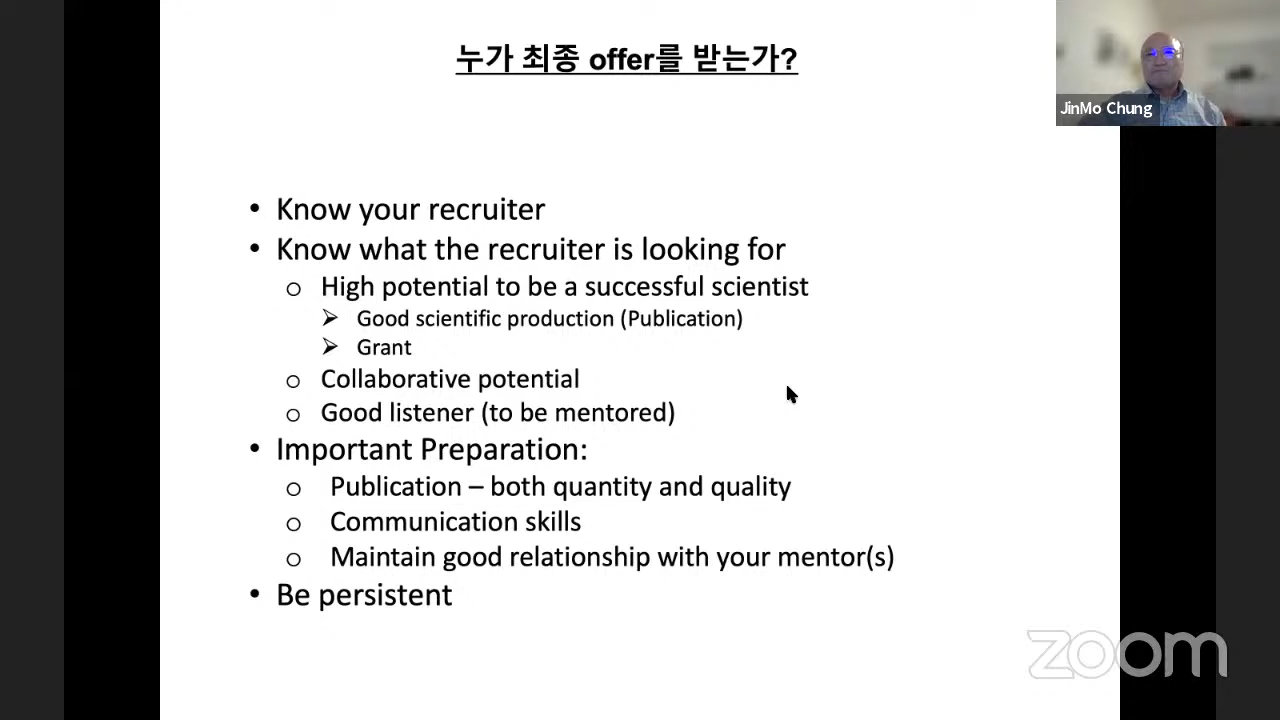 누가 최종 offer를 받는가?
JinMo Chung
• Know your recruiter
• Know what the recruiter is looking for
o High potential to be a successful scientist
➢ Good scientific production (Publication)
➢ Grant
o Collaborative potential
o Good listener (to be mentored)
• Important Preparation:
o Publication – both quantity and quality
o Communication skills
o Maintain good relationship with your mentor(s)
• Be persistent
zoom